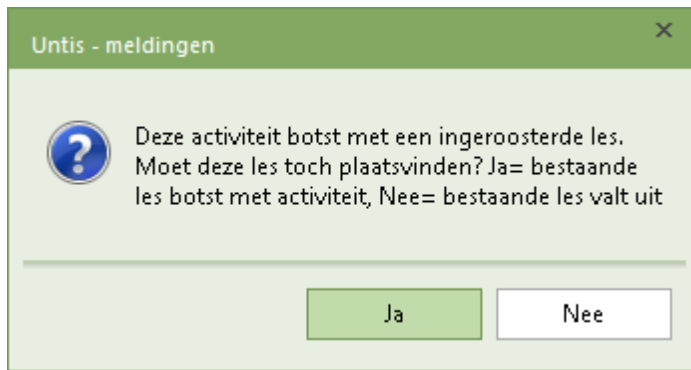 Untis - meldingen
Deze activiteit botst met een ingeroosterde les.
Moet deze les toch plaatsvinden? Ja= bestaande
les botst met activiteit, Nee= bestaande les valt uit
Ja
Nee